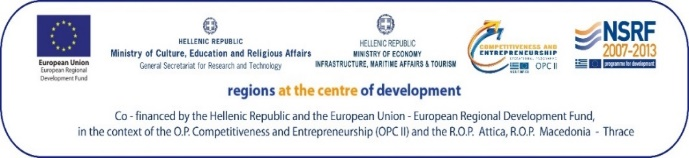 European Union
European Regional
Development Fund
HELLENIC REPUBLIC
Ministry of Culture, Education and Religious Affairs
General Secretariat for Research and Technology
HELLENIC REPUBLIC
MINISTRY OF ECONOMY
INFRASTRUCTURE, MARITIME AFFAIRS & TOURISM
COMPETITIVENESS AND
ENTREPRENEURSHIP
OPC II
NSRF
2007-2013
programme for development
regions at the centre of development
Co - financed by the Hellenic Republic and the European Union - European Regional Development Fund,
in the context of the O.P. Competitiveness and Entrepreneurship (OPC II) and the R.O.P. Attica, R.O.P. Macedonia - Thrace